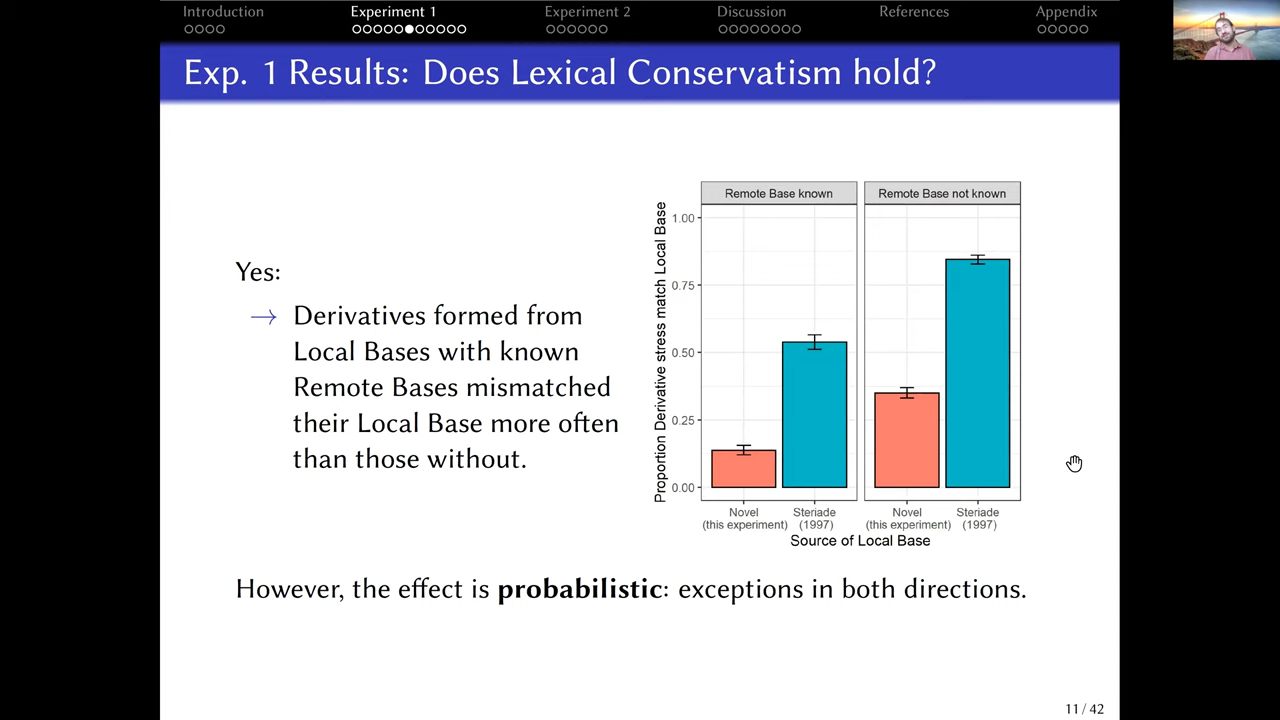 Introduction Experiment 1 Experiment 2 Discussion References Appendix
Exp. 1 Results: Does Lexical Conservatism hold?
Yes:
→ Derivatives formed from
Local Bases with known
Remote Bases mismatched
their Local Base more often
than those without.
Proportion Derivative stress match Local Base
Remote Base known Remote Base not known
1.00
0.75
0.50
0.25
0.00
Novel Steriade Novel Steriade
(this experiment) (1997) (this experiment) (1997)
Source of Local Base
However, the effect is probabilistic: exceptions in both directions.
11 / 42